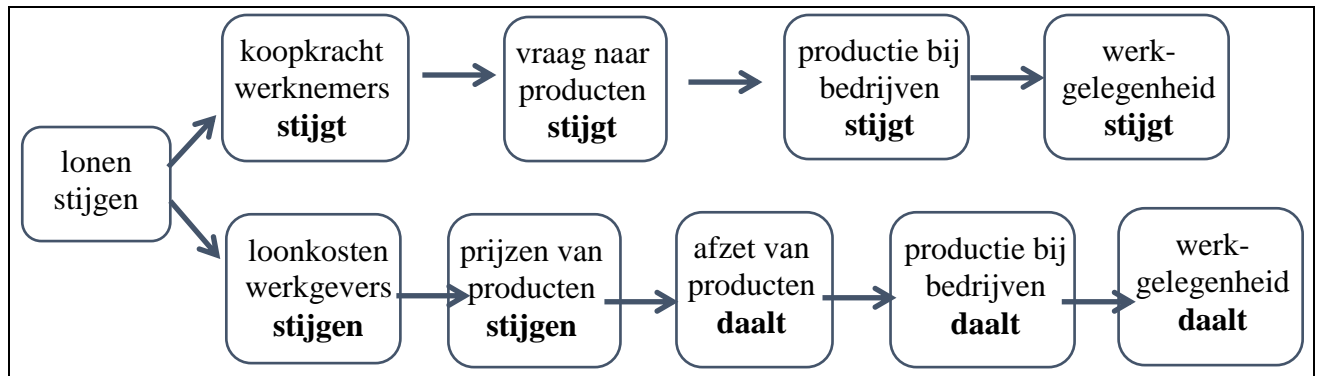 lonen
stijgen
koopkracht
werknemers
stijgt
vraag naar
producten
stijgt
productie bij
bedrijven
stijgt
werk-
gelegenheid
stijgt
loonkosten
werkgevers
stijgen
prijzen van
producten
stijgen
afzet van
producten
daalt
productie bij
bedrijven
daalt
werk-
gelegenheid
daalt